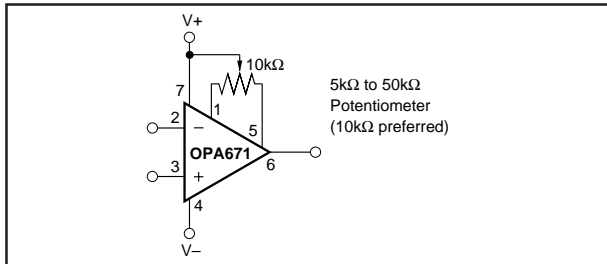 V+
10kΩ
5kΩ to 50kΩ
Potentiometer
(10kΩ preferred)
7
1
2
–
5
OPA671
6
3
+
4
V–